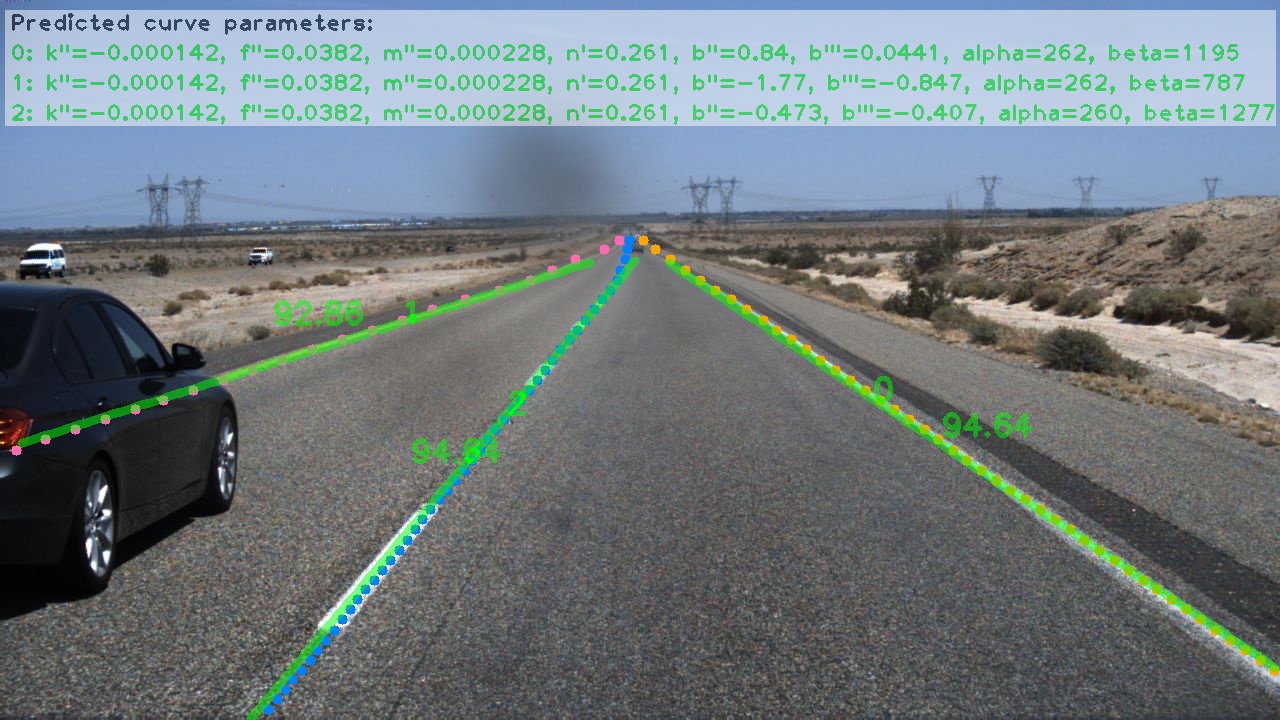 Predicted curve parameters:
0: k''=-0.000142, f''=0.0382, m''=0.000228, n'=0.261, b''=0.84, b'''=0.0441, alpha=262, beta=1195
1: k''=-0.000142, f''=0.0382, m''=0.000228, n'=0.261, b''=-1.77, b'''=-0.847, alpha=262, beta=787
2: k''=-0.000142, f''=0.0382, m''=0.000228, n'=0.261, b''=-0.473, b'''=-0.407, alpha=260, beta=1277
92.86 1
0
2
94.64
94.64